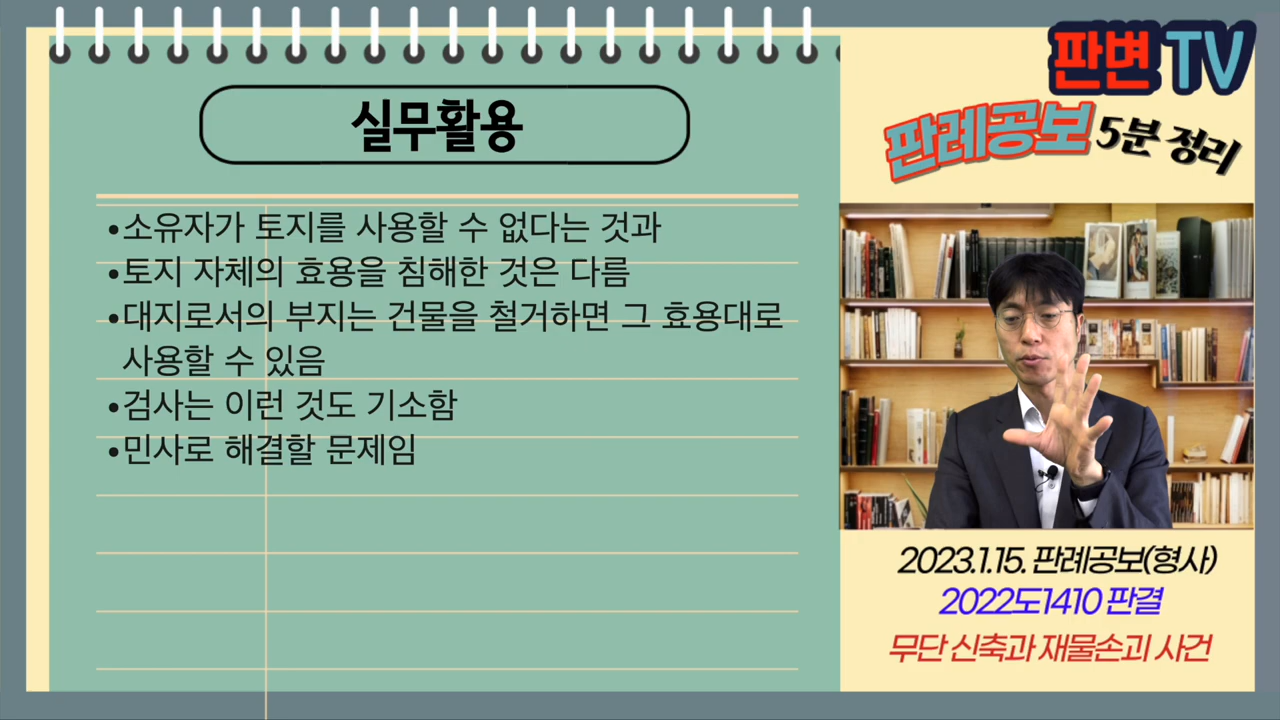 실무활용
•소유자가 토지를 사용할 수 없다는 것과
•토지 자체의 효용을 침해한 것은 다름
•대지로서의 부지는 건물을 철거하면 그 효용대로
사용할 수 있음
•검사는 이런 것도 기소함
•민사로 해결할 문제임
판변 TV
판례공보 5분 정리
2023.1.15. 판례공보(형사)
2022도1410 판결
무단 신축과 재물손괴 사건